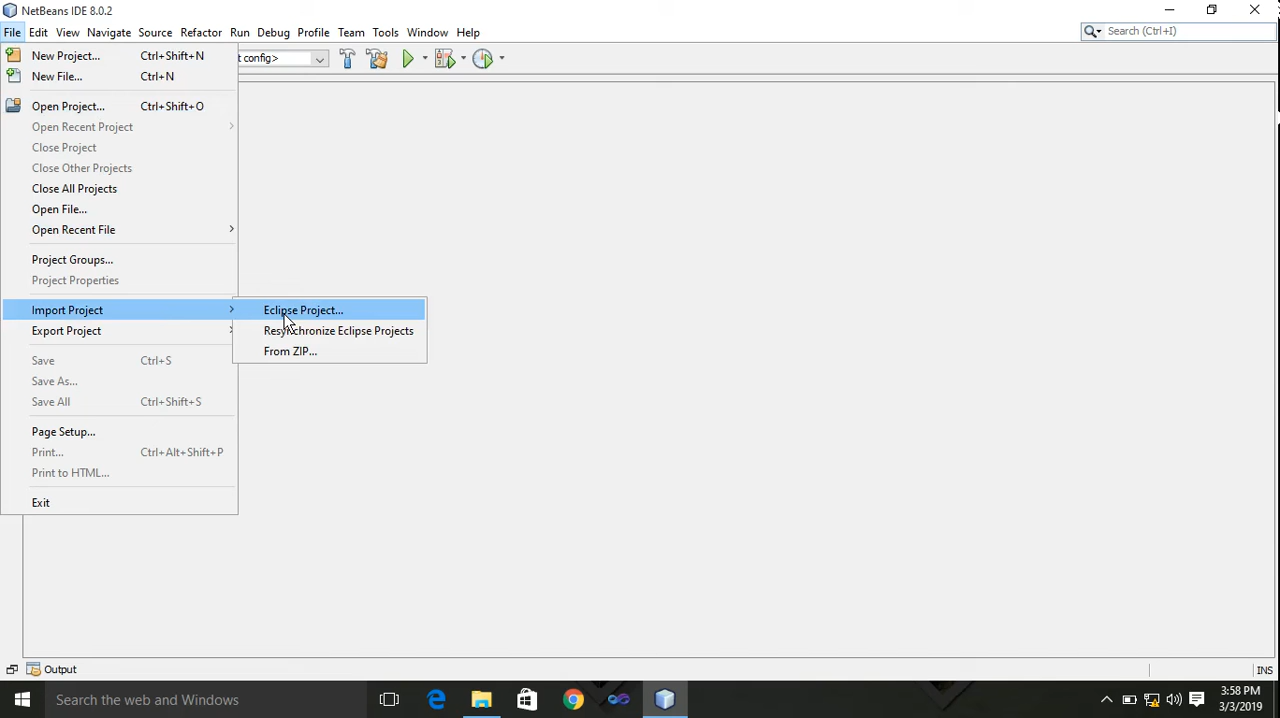 NetBeans IDE 8.0.2
File Edit View Navigate Source Refactor Run Debug Profile Team Tools Window Help
Search (Ctrl+I)
t config>
New Project... Ctrl+Shift+N
New File... Ctrl+N
Open Project... Ctrl+Shift+O
Open Recent Project
Close Project
Close Other Projects
Close All Projects
Open File...
Open Recent File
Project Groups...
Project Properties
Import Project
Export Project
Save Ctrl+S
Save As...
Save All Ctrl+Shift+S
Page Setup...
Print... Ctrl+Alt+Shift+P
Print to HTML...
Exit
Eclipse Project...
Resynchronize Eclipse Projects
From ZIP...
Output
INS
Search the web and Windows
3:58 PM
3/3/2019